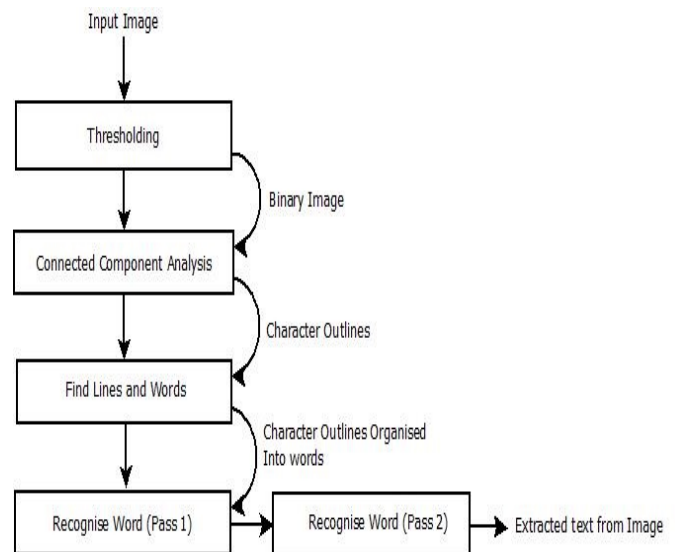 Input Image
Thresholding
Binary Image
Connected Component Analysis
Character Outlines
Find Lines and Words
Character Outlines Organised
Into words
Recognise Word (Pass 1)
Recognise Word (Pass 2)
Extracted text from Image